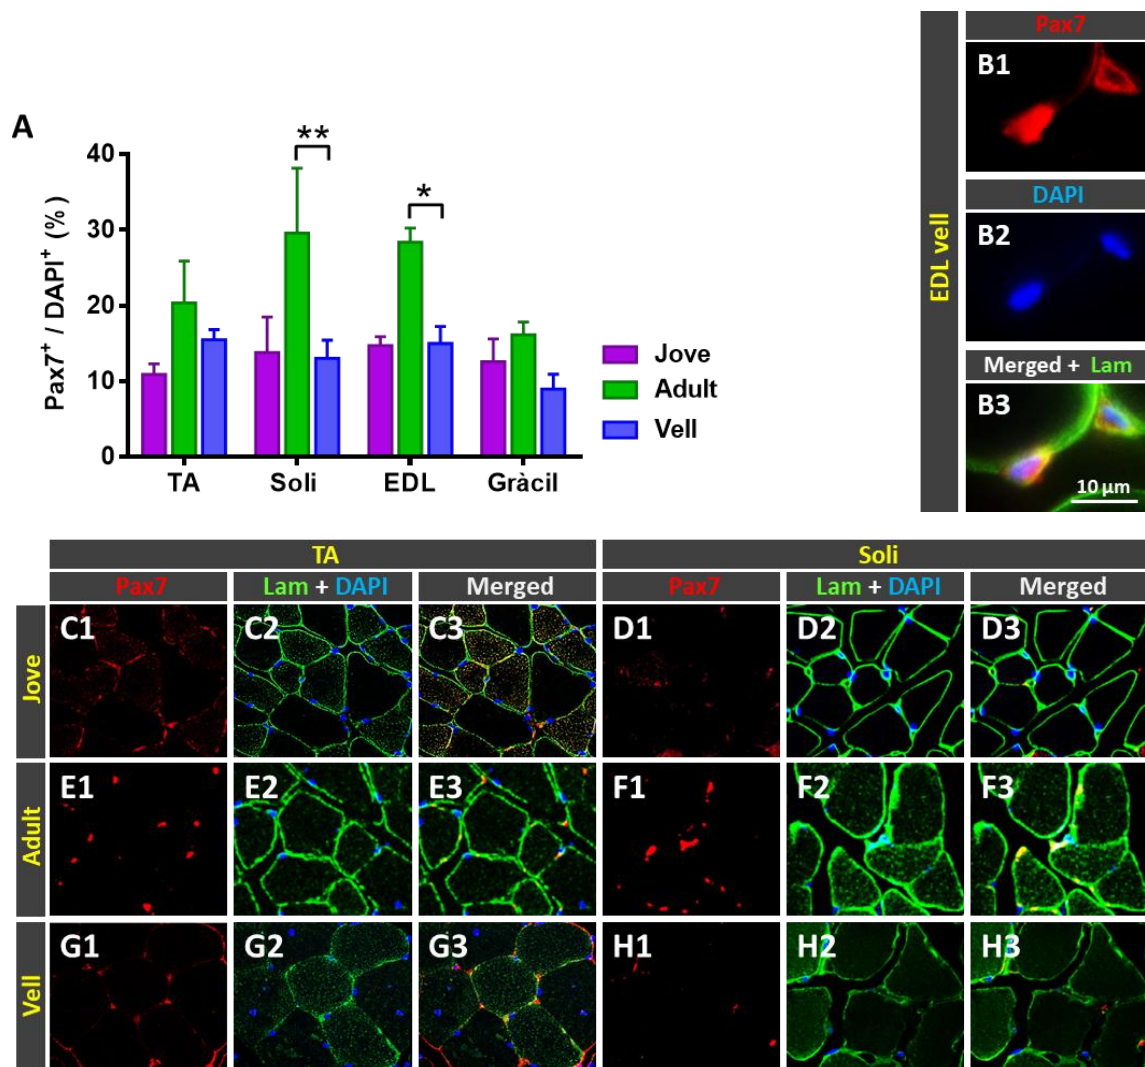 A
**
*
40
30
20
10
0
Pax7⁺ / DAPI⁺ (%)
TA Soli EDL Gràcil
Jove
Adult
Vell
EDL vell
Pax7
B1
DAPI
B2
Merged + Lam
B3
10 µm
TA Soli
Pax7 Lam + DAPI Merged Pax7 Lam + DAPI Merged
Jove
C1 C2 C3 D1 D2 D3
Adult
E1 E2 E3 F1 F2 F3
Vell
G1 G2 G3 H1 H2 H3